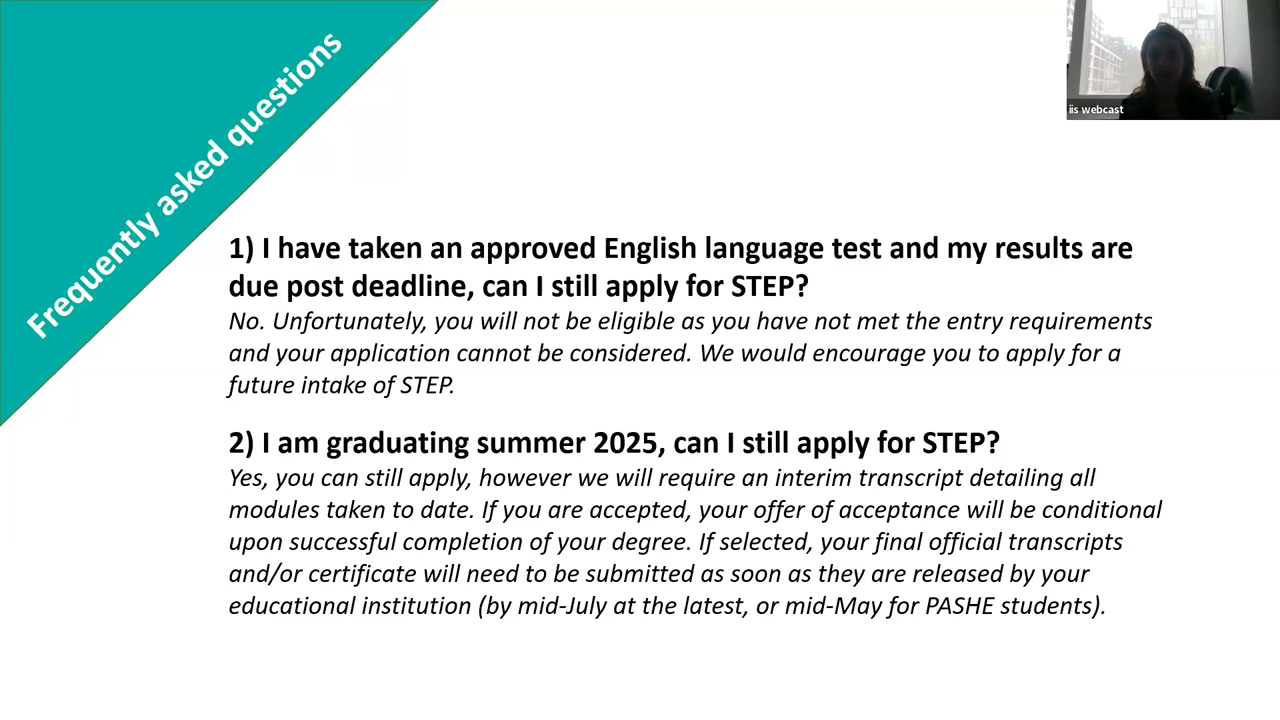 Frequently asked questions
iis webcast
1) I have taken an approved English language test and my results are
due post deadline, can I still apply for STEP?
No. Unfortunately, you will not be eligible as you have not met the entry requirements
and your application cannot be considered. We would encourage you to apply for a
future intake of STEP.
2) I am graduating summer 2025, can I still apply for STEP?
Yes, you can still apply, however we will require an interim transcript detailing all
modules taken to date. If you are accepted, your offer of acceptance will be conditional
upon successful completion of your degree. If selected, your final official transcripts
and/or certificate will need to be submitted as soon as they are released by your
educational institution (by mid-July at the latest, or mid-May for PASHE students).